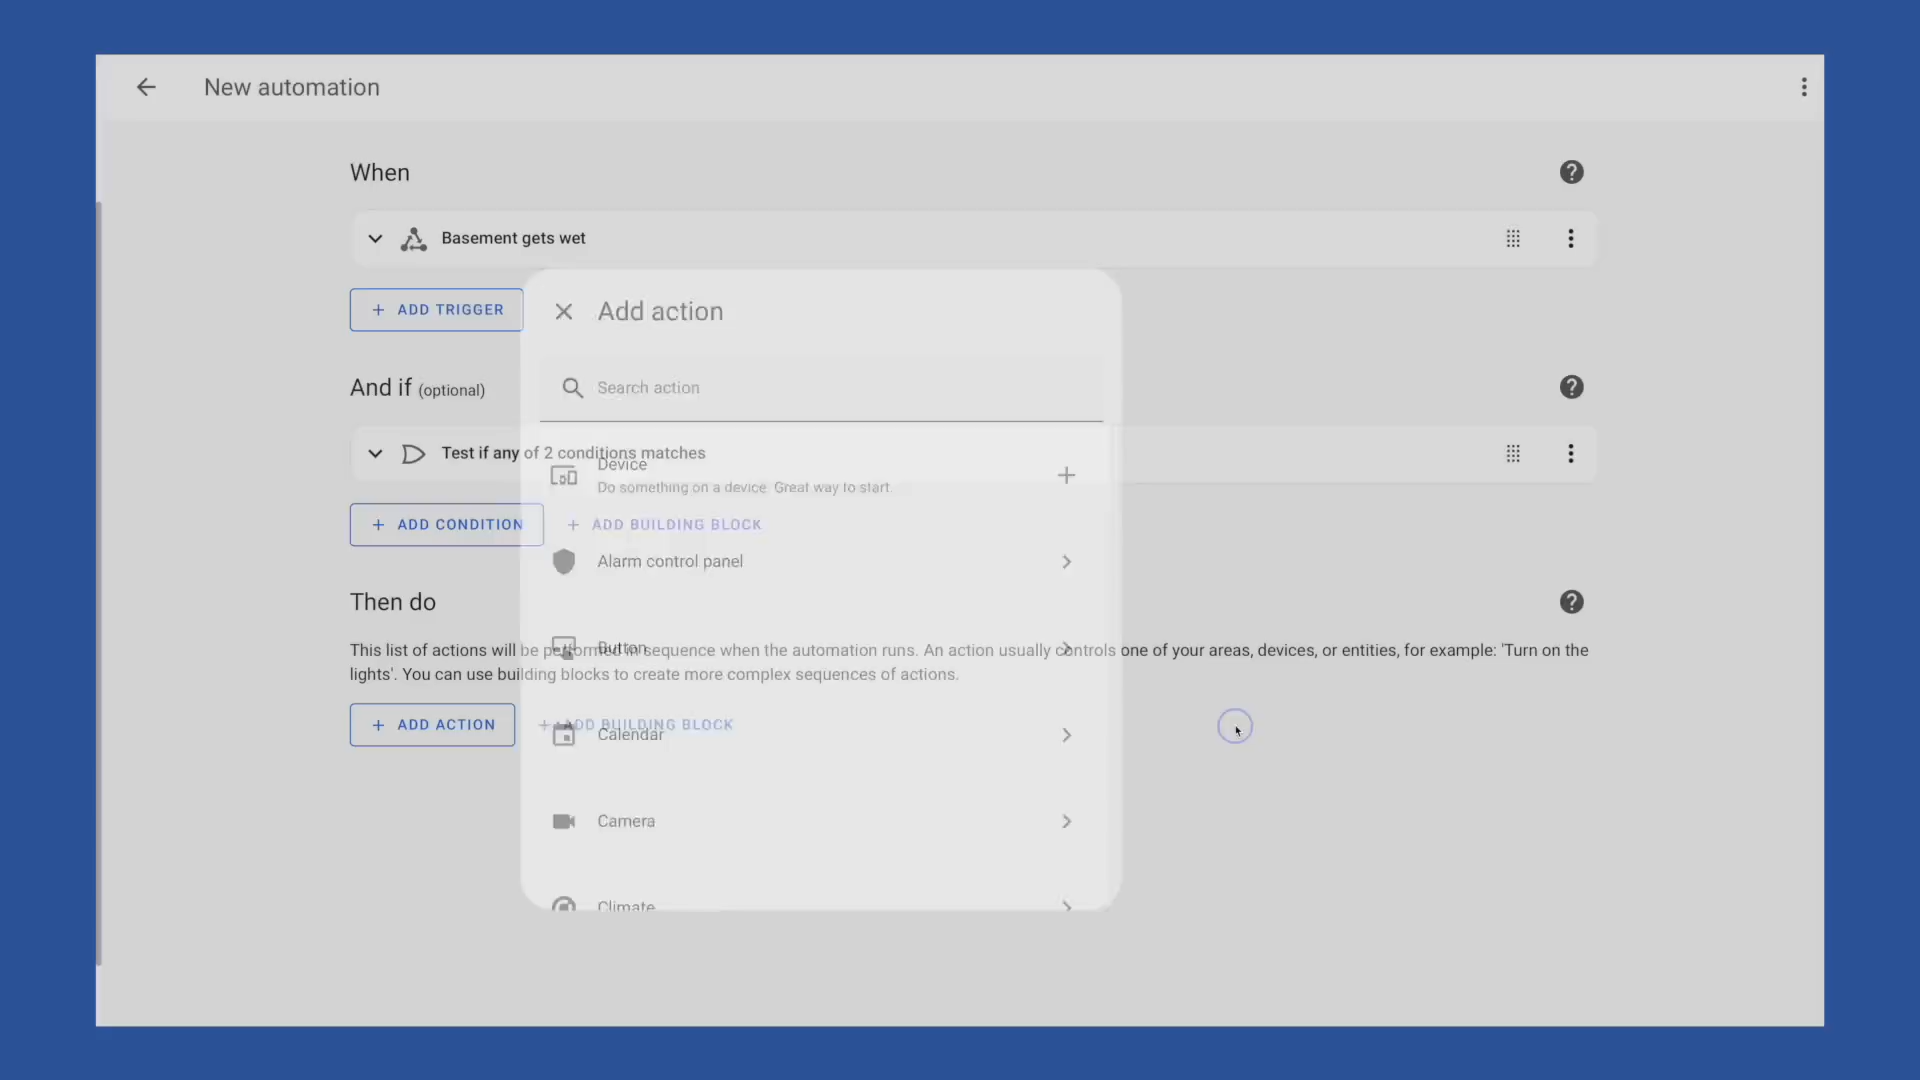 New automation
When
Basement gets wet
ADD TRIGGER
Add action
Search action
And if (optional)
Test if any of 2 conditions matches
Device
Do something on a device. Great way to start.
ADD CONDITION
ADD BUILDING BLOCK
Alarm control panel
Then do
Button
This list of actions will be performed in sequence when the automation runs. An action usually controls one of your areas, devices, or entities, for example: 'Turn on the
lights'. You can use building blocks to create more complex sequences of actions.
ADD ACTION
ADD BUILDING BLOCK
Calendar
Camera
Climate